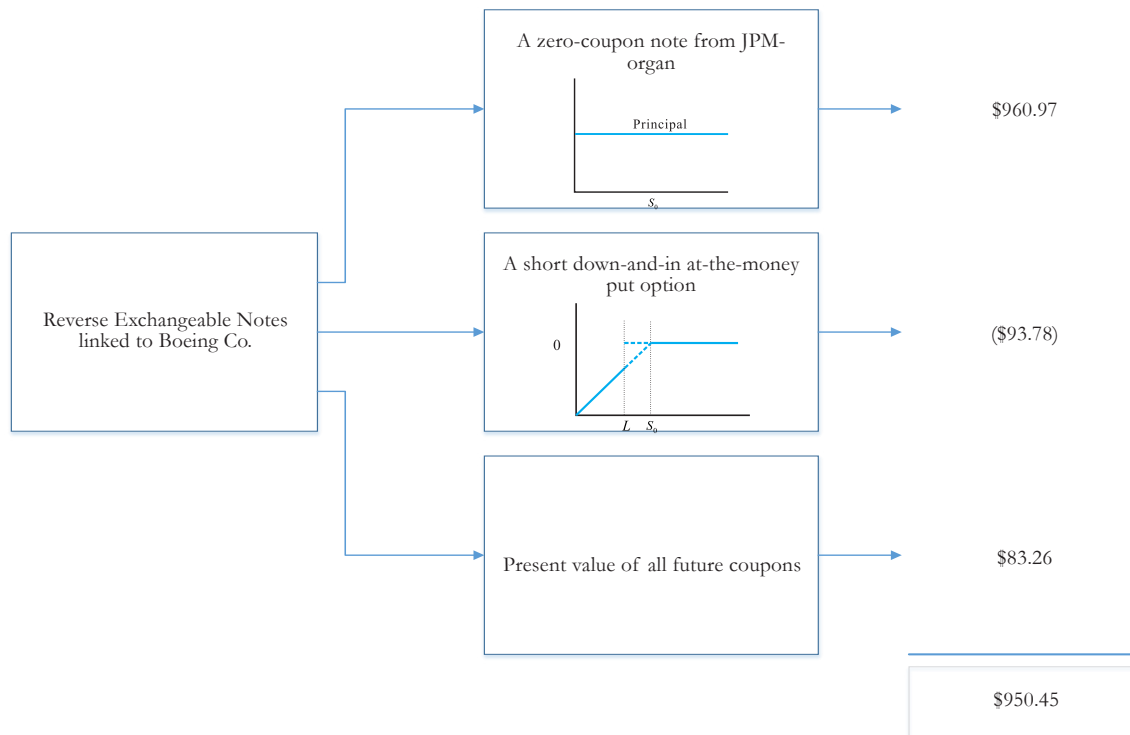 A zero-coupon note from JPM-
organ
Principal
S₀
$960.97
Reverse Exchangeable Notes
linked to Boeing Co.
A short down-and-in at-the-money
put option
0
L S₀
($93.78)
Present value of all future coupons
$83.26
$950.45